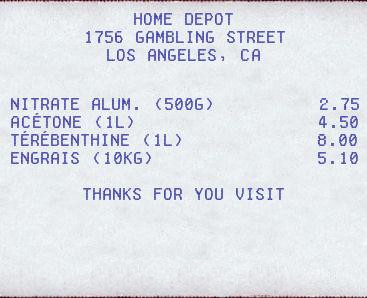 HOME DEPOT
1756 GAMBLING STREET
LOS ANGELES, CA
NITRATE ALUM. (500G) 2.75
ACÉTONE (1L) 4.50
TÉRÉBENTHINE (1L) 8.00
ENGRAIS (10KG) 5.10
THANKS FOR YOU VISIT